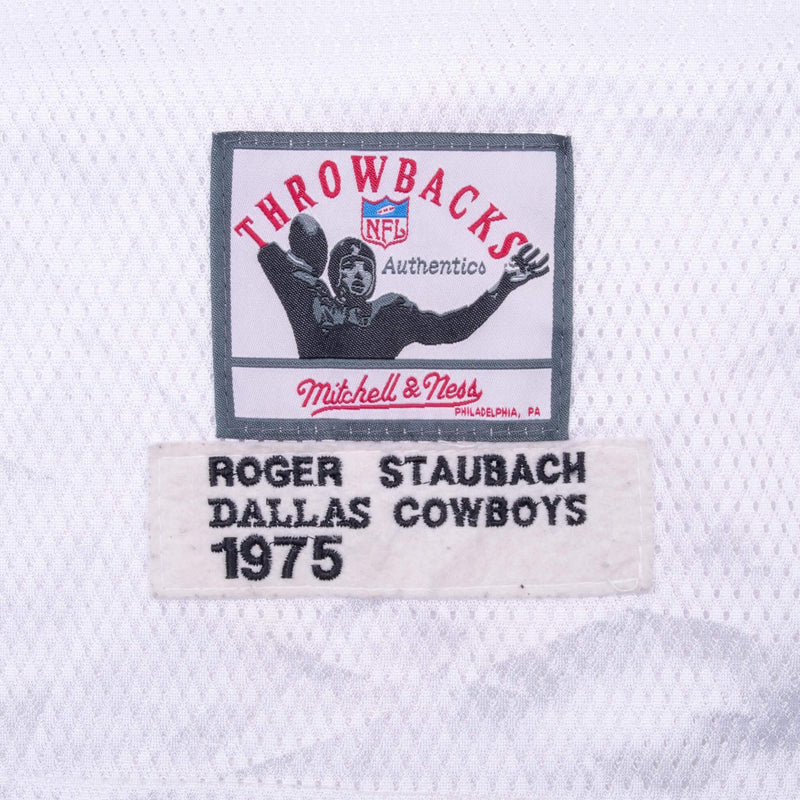 THROWBACKS
NFL
Authentics
Mitchell & Ness
PHILADELPHIA, PA
ROGER STAUBACH
DALLAS COWBOYS
1975